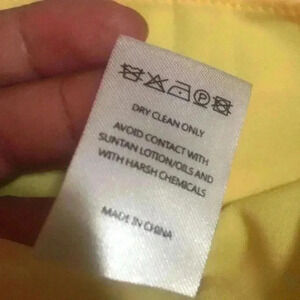 DRY CLEAN ONLY
AVOID CONTACT WITH
SUNTAN LOTION/OILS AND
WITH HARSH CHEMICALS
MADE IN CHINA